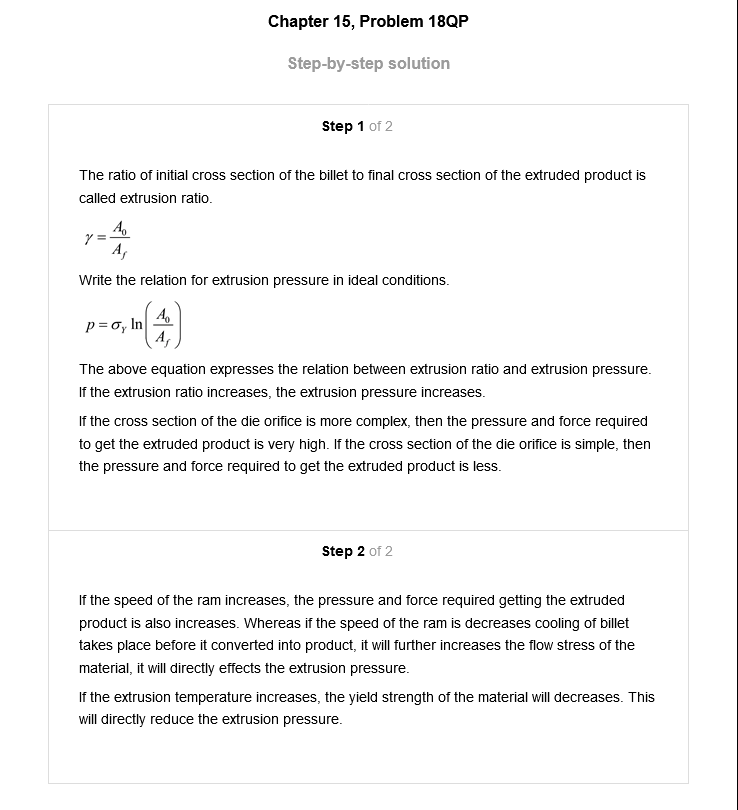 Chapter 15, Problem 18QP
Step-by-step solution
Step 1 of 2
The ratio of initial cross section of the billet to final cross section of the extruded product is
called extrusion ratio.
γ = A₀/A_f
Write the relation for extrusion pressure in ideal conditions.
p = σ_Y ln(A₀/A_f)
The above equation expresses the relation between extrusion ratio and extrusion pressure.
If the extrusion ratio increases, the extrusion pressure increases.
If the cross section of the die orifice is more complex, then the pressure and force required
to get the extruded product is very high. If the cross section of the die orifice is simple, then
the pressure and force required to get the extruded product is less.
Step 2 of 2
If the speed of the ram increases, the pressure and force required getting the extruded
product is also increases. Whereas if the speed of the ram is decreases cooling of billet
takes place before it converted into product, it will further increases the flow stress of the
material, it will directly effects the extrusion pressure.
If the extrusion temperature increases, the yield strength of the material will decreases. This
will directly reduce the extrusion pressure.